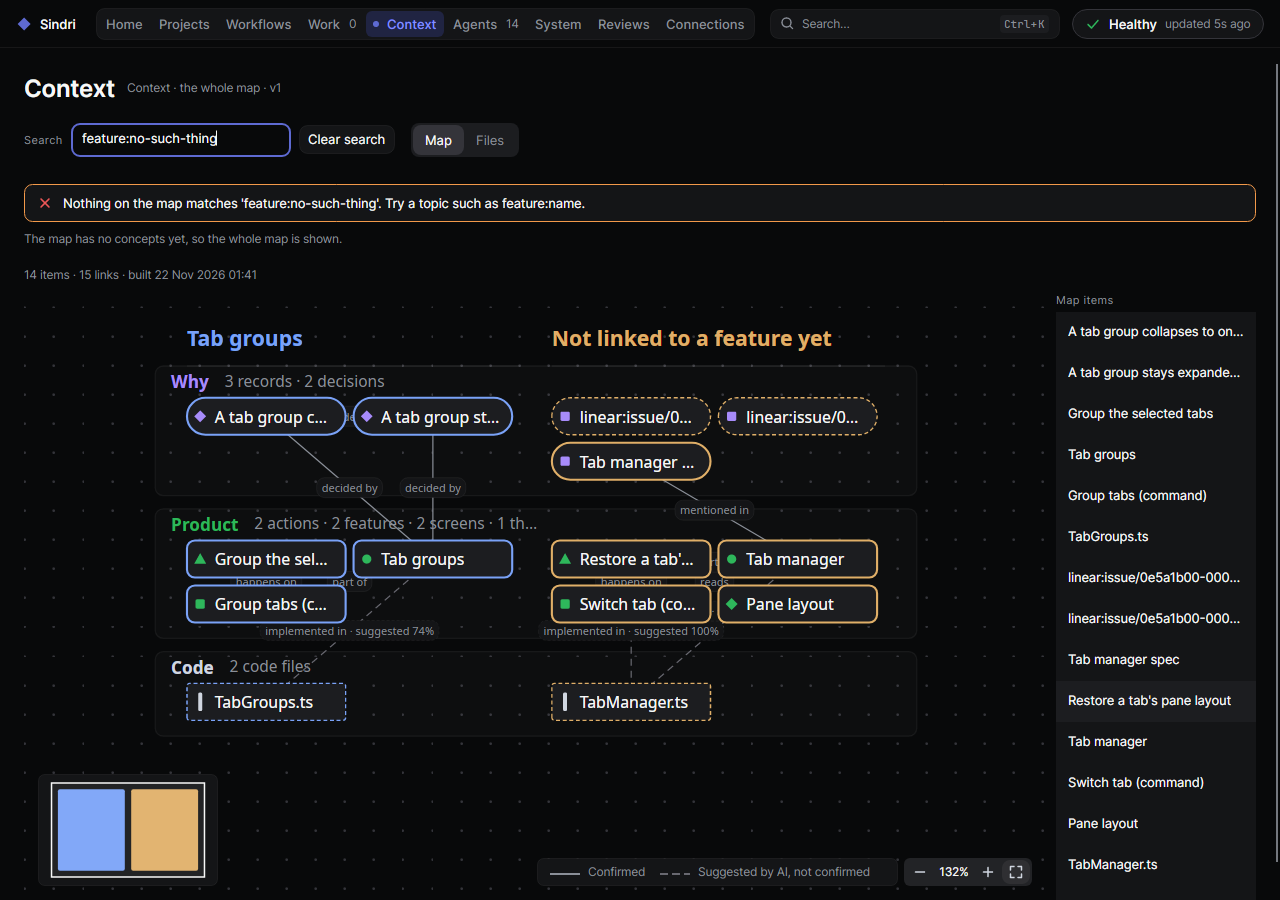 Sindri
Home Projects Workflows Work 0 Context Agents 14 System Reviews Connections
Search... Ctrl+K
Healthy updated 5s ago
Context Context · the whole map · v1
Search feature:no-such-thing Clear search Map Files
Nothing on the map matches 'feature:no-such-thing'. Try a topic such as feature:name.
The map has no concepts yet, so the whole map is shown.
14 items · 15 links · built 22 Nov 2026 01:41
Tab groups Not linked to a feature yet
Why 3 records · 2 decisions
A tab group c... A tab group st... linear:issue/0... linear:issue/0...
Tab manager ...
decided by decided by mentioned in
Product 2 actions · 2 features · 2 screens · 1 th...
Group the sel... Tab groups Restore a tab'... Tab manager
happens on part of happens on reads
Group tabs (c... Switch tab (co... Pane layout
implemented in · suggested 74% implemented in · suggested 100%
Code 2 code files
TabGroups.ts TabManager.ts
Confirmed Suggested by AI, not confirmed
132%
Map items
A tab group collapses to on...
A tab group stays expande...
Group the selected tabs
Tab groups
Group tabs (command)
TabGroups.ts
linear:issue/0e5a1b00-000...
linear:issue/0e5a1b00-000...
Tab manager spec
Restore a tab's pane layout
Tab manager
Switch tab (command)
Pane layout
TabManager.ts